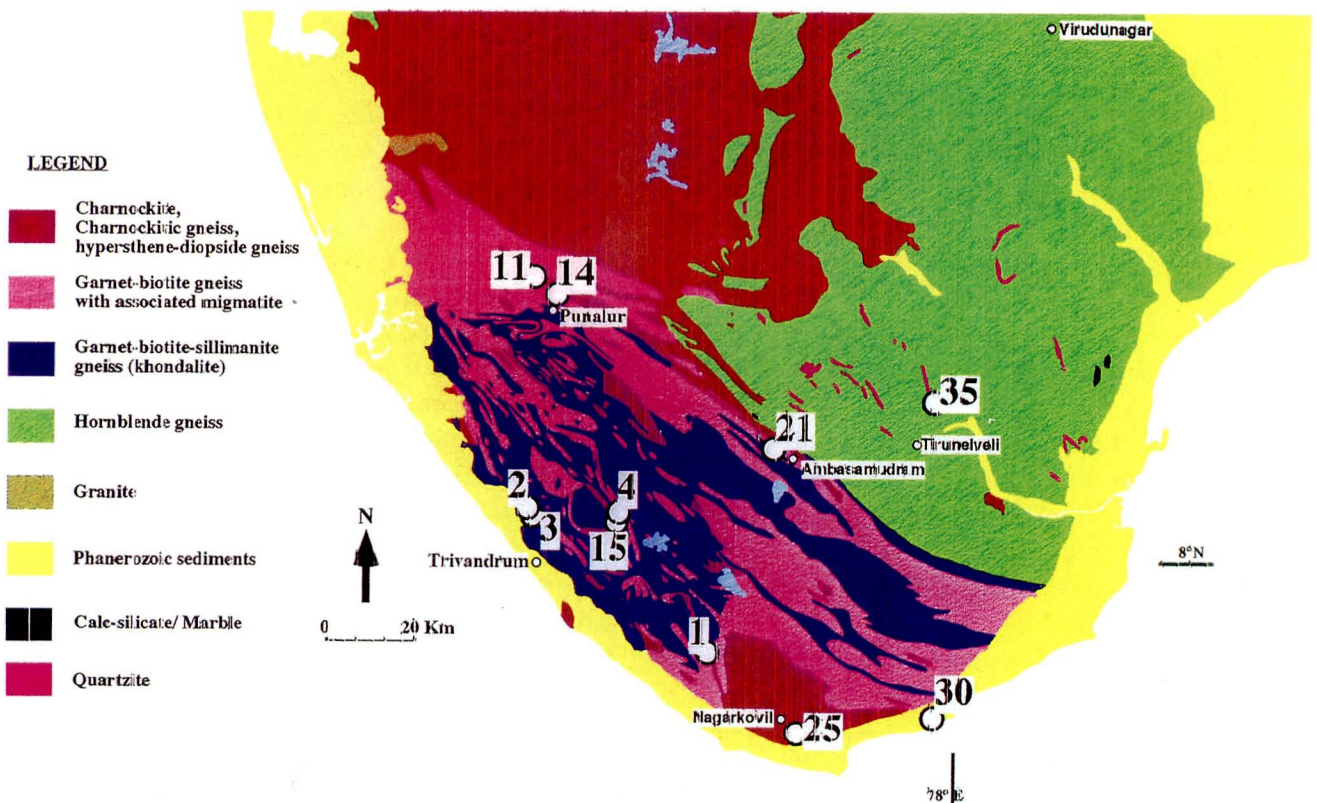 Virudunagar
LEGEND
Charnockite,
Charnockitic gneiss,
hypersthene-diopside gneiss
Garnet-biotite gneiss
with associated migmatite
Garnet-biotite-sillimanite
gneiss (khondalite)
Hornblende gneiss
Granite
Phanerozoic sediments
Calc-silicate/ Marble
Quartzite
11
14
Punalur
35
21
Tirunelveli
Ambasamudram
2
3
4
15
N
Trivandrum
8°N
0 20 Km
1
30
Nagarkovil
25
78° E